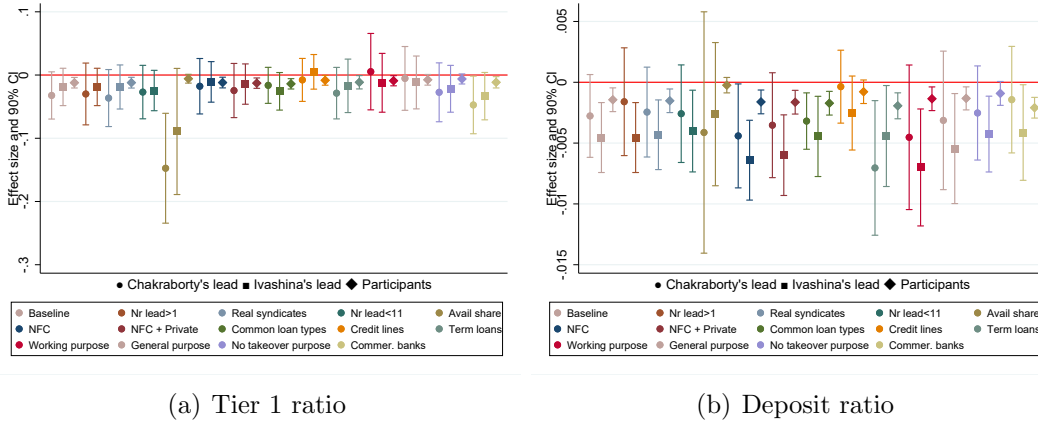 .1
0
-.1
-.2
-.3
Effect size and 90% CI
Chakraborty's lead Ivashina's lead Participants
Baseline Nr lead>1 Real syndicates Nr lead<11 Avail share
NFC NFC + Private Common loan types Credit lines Term loans
Working purpose General purpose No takeover purpose Commer. banks
(a) Tier 1 ratio
.005
0
-.005
-.01
-.015
Effect size and 90% CI
Chakraborty's lead Ivashina's lead Participants
Baseline Nr lead>1 Real syndicates Nr lead<11 Avail share
NFC NFC + Private Common loan types Credit lines Term loans
Working purpose General purpose No takeover purpose Commer. banks
(b) Deposit ratio